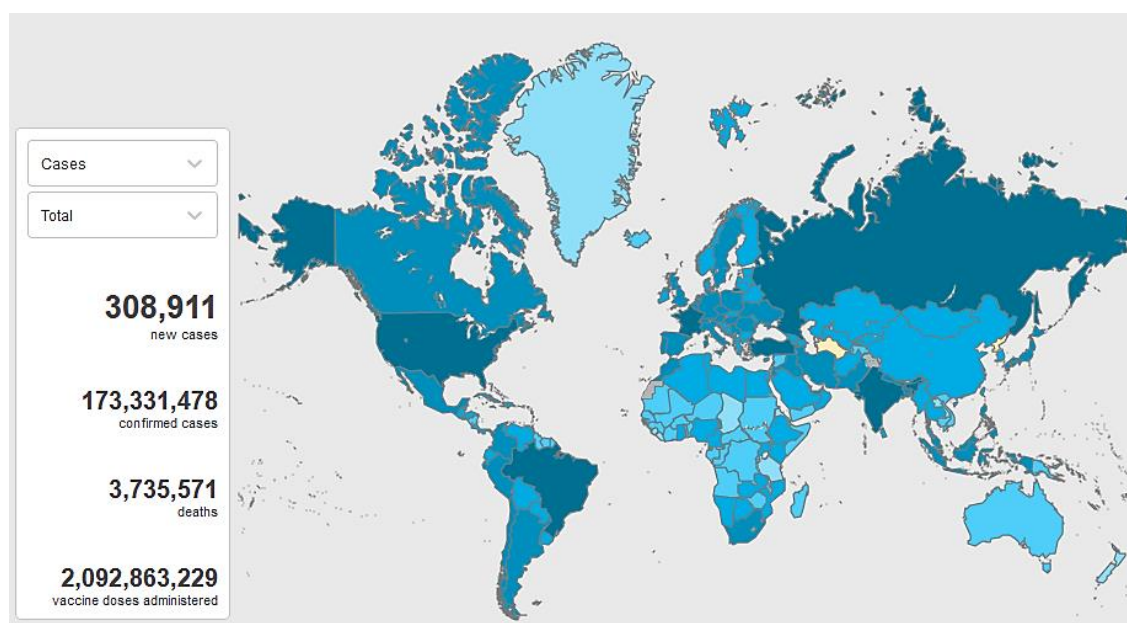 Cases
Total
308,911
new cases
173,331,478
confirmed cases
3,735,571
deaths
2,092,863,229
vaccine doses administered